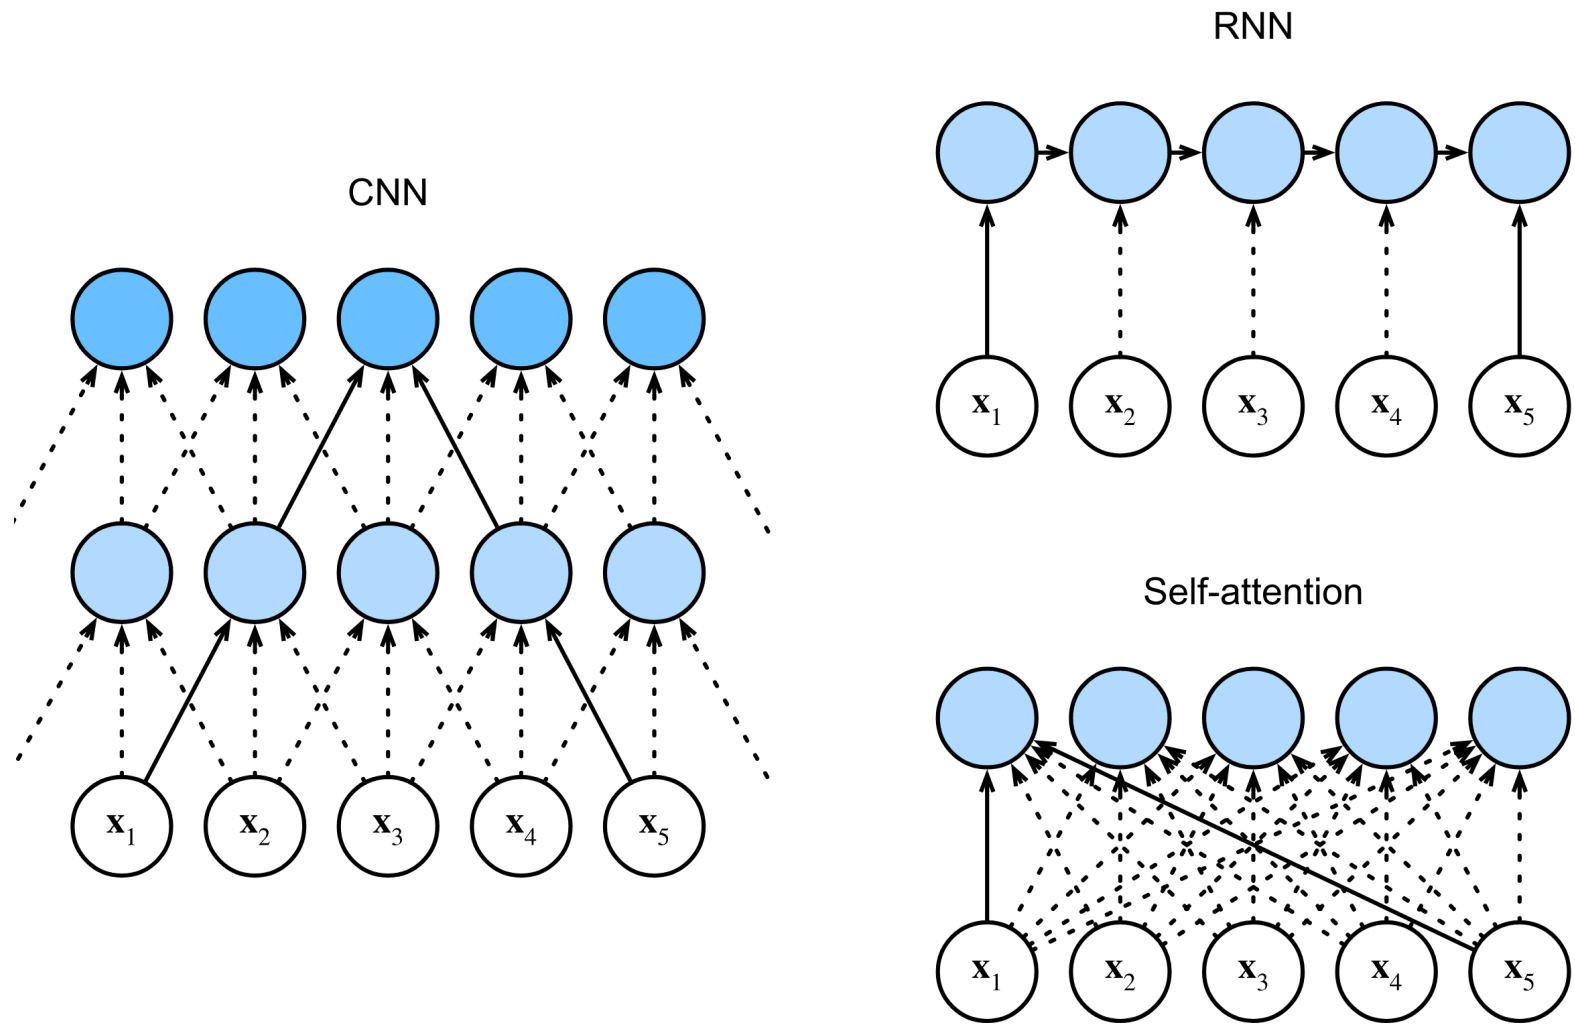 CNN
x₁ x₂ x₃ x₄ x₅
RNN
x₁ x₂ x₃ x₄ x₅
Self-attention
x₁ x₂ x₃ x₄ x₅